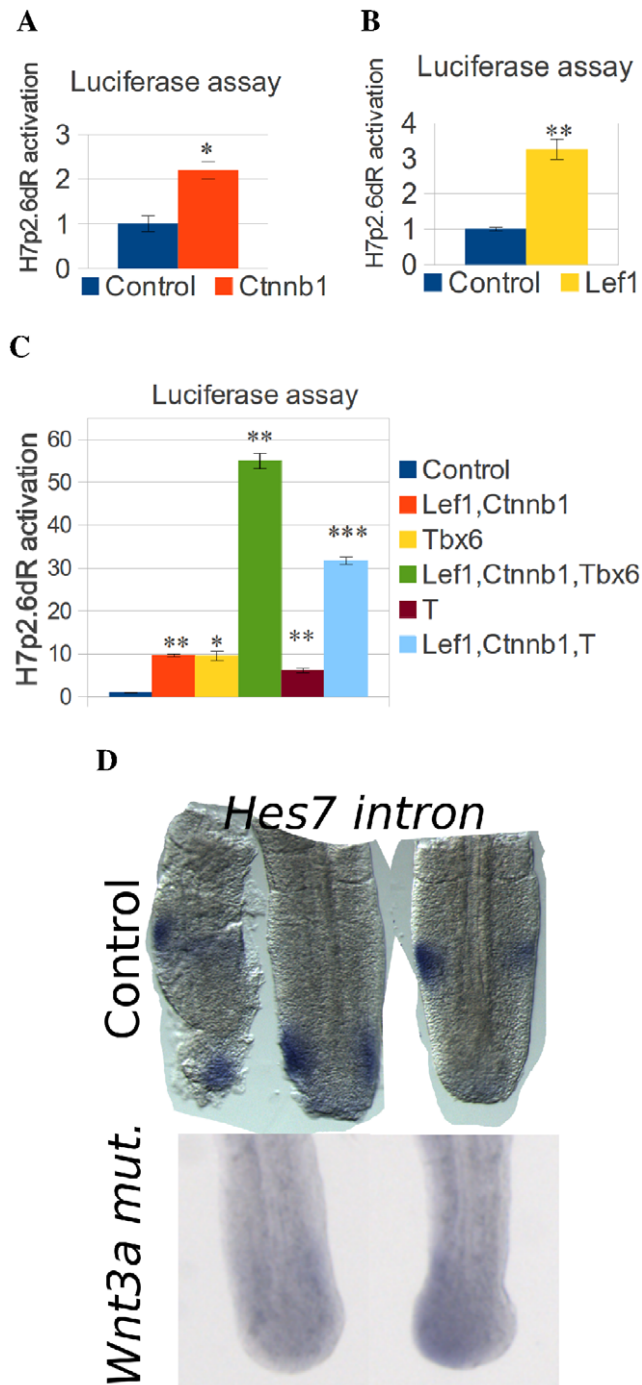 A
Luciferase assay
H7p2.6dR activation
3
2
1
0
*
Control
Ctnnb1
B
Luciferase assay
H7p2.6dR activation
4
3
2
1
0
**
Control
Lef1
C
Luciferase assay
H7p2.6dR activation
60
50
40
30
20
10
0
**
*
**
**
***
Control
Lef1,Ctnnb1
Tbx6
Lef1,Ctnnb1,Tbx6
T
Lef1,Ctnnb1,T
D
Hes7 intron
Control
Wnt3a mut.